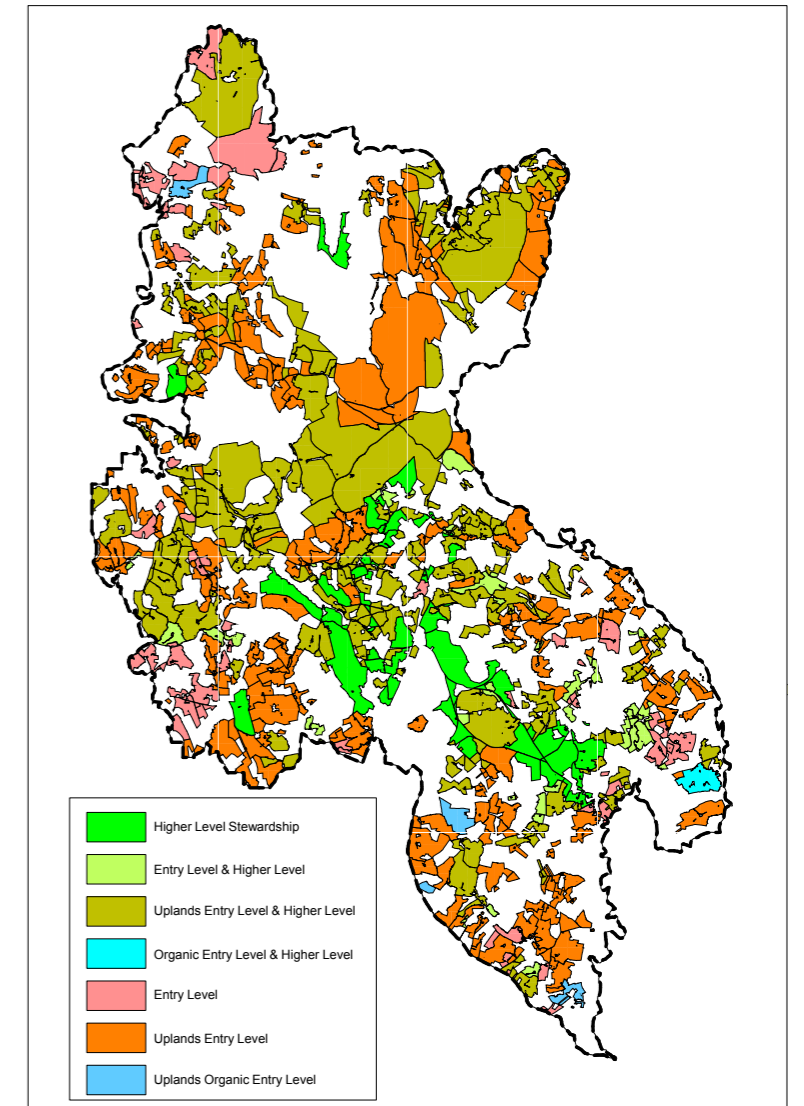 Higher Level Stewardship
Entry Level & Higher Level
Uplands Entry Level & Higher Level
Organic Entry Level & Higher Level
Entry Level
Uplands Entry Level
Uplands Organic Entry Level